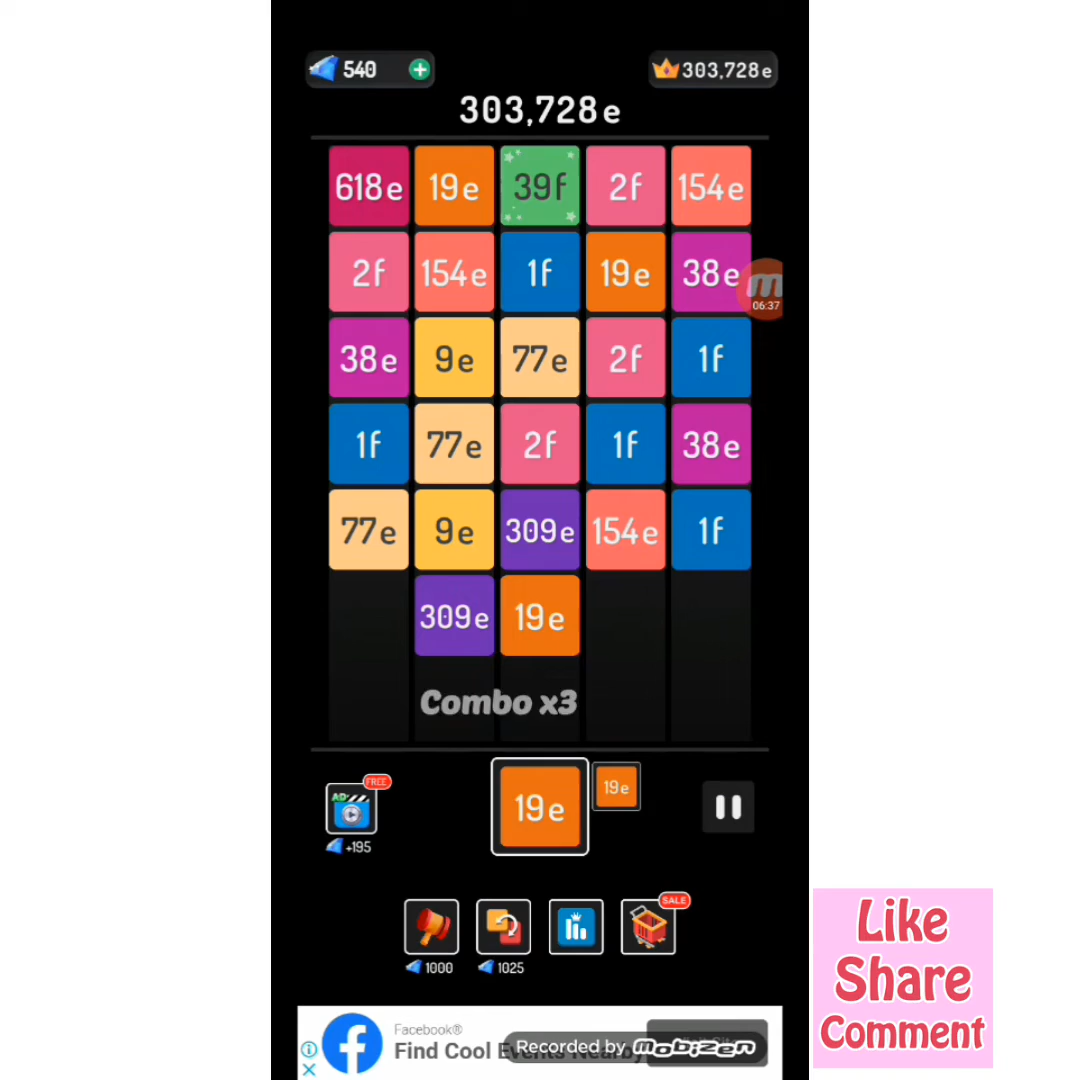 540
303,728e
303,728e
618e 19e 39f 2f 154e
2f 154e 1f 19e 38e
06:37
38e 9e 77e 2f 1f
1f 77e 2f 1f 38e
77e 9e 309e 154e 1f
309e 19e
Combo x3
FREE
AD
+195
19e
19e
SALE
1000
1025
Facebook®
Find Cool Events Nearby
Recorded by mobizen
Like
Share
Comment